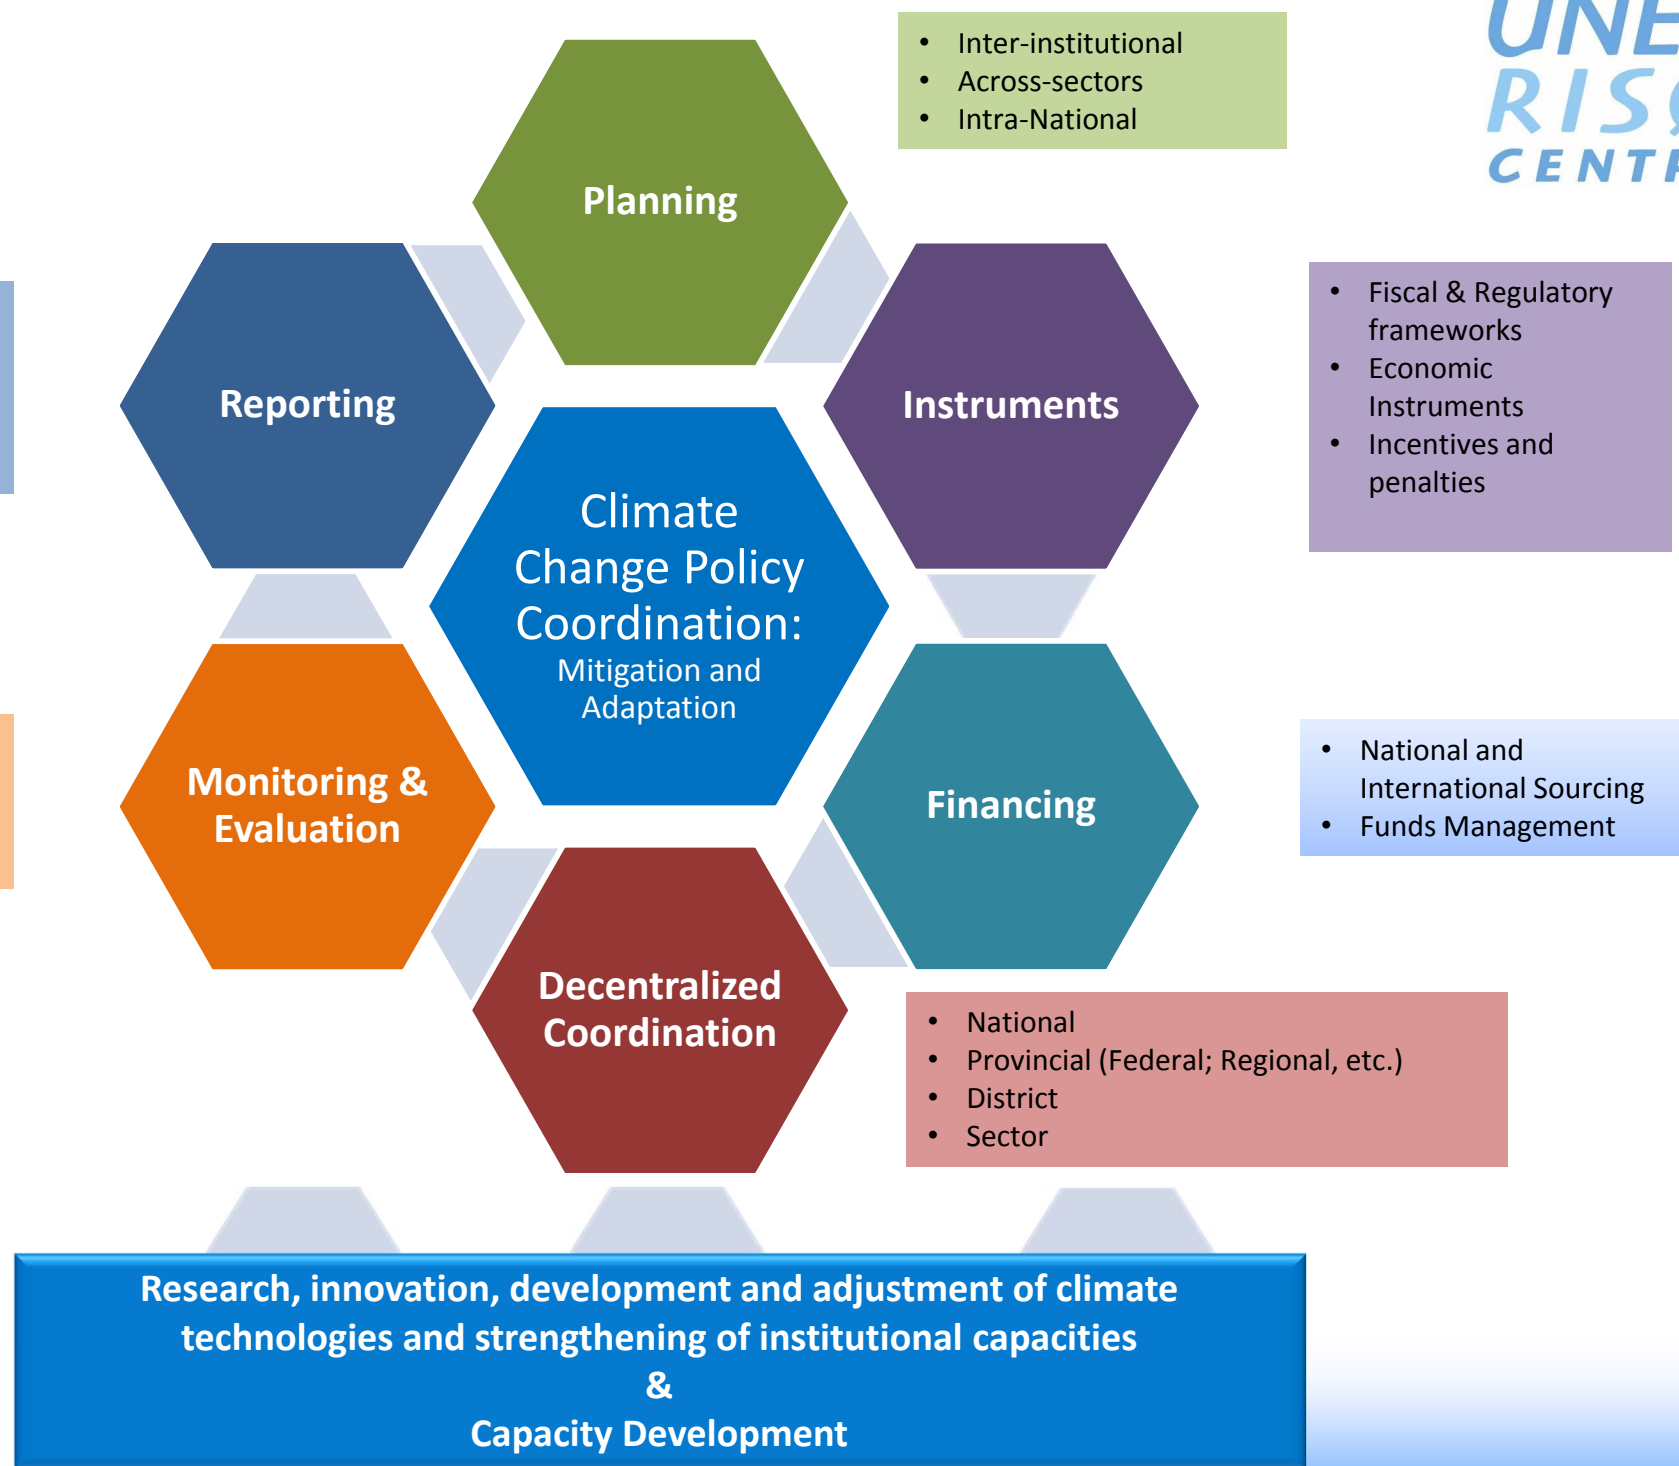 • Inter-institutional
• Across-sectors
• Intra-National
RISØ
Planning
Reporting
Instruments
• Fiscal & Regulatory
frameworks
• Economic
Instruments
• Incentives and
penalties
Climate
Change Policy
Coordination:
Mitigation and
Adaptation
Monitoring &
Evaluation
Financing
• National and
International Sourcing
• Funds Management
Decentralized
Coordination
• National
• Provincial (Federal; Regional, etc.)
• District
• Sector
Research, innovation, development and adjustment of climate
technologies and strengthening of institutional capacities
&
Capacity Development